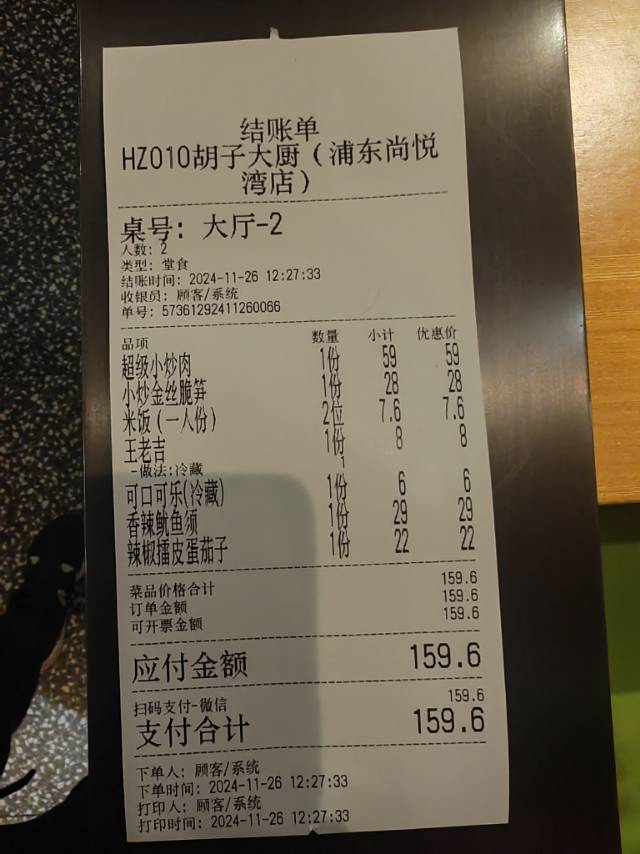 结账单
HZ010胡子大厨（浦东尚悦
湾店）
桌号: 大厅-2
人数: 2
类型: 堂食
结账时间: 2024-11-26 12:27:33
收银员: 顾客/系统
单号: 57361292411260066
品项 数量 小计 优惠价
超级小炒肉 1份 59 59
小炒金丝脆笋 1份 28 28
米饭（一人份） 2位 7.6 7.6
王老吉 1份 8 8
-做法:冷藏 1
可口可乐(冷藏) 1份 6 6
香辣鱿鱼须 1份 29 29
辣椒擂皮蛋茄子 1份 22 22
菜品价格合计 159.6
订单金额 159.6
可开票金额 159.6
应付金额 159.6
扫码支付-微信 159.6
支付合计 159.6
下单人: 顾客/系统
下单时间: 2024-11-26 12:27:33
打印人: 顾客/系统
打印时间: 2024-11-26 12:27:33